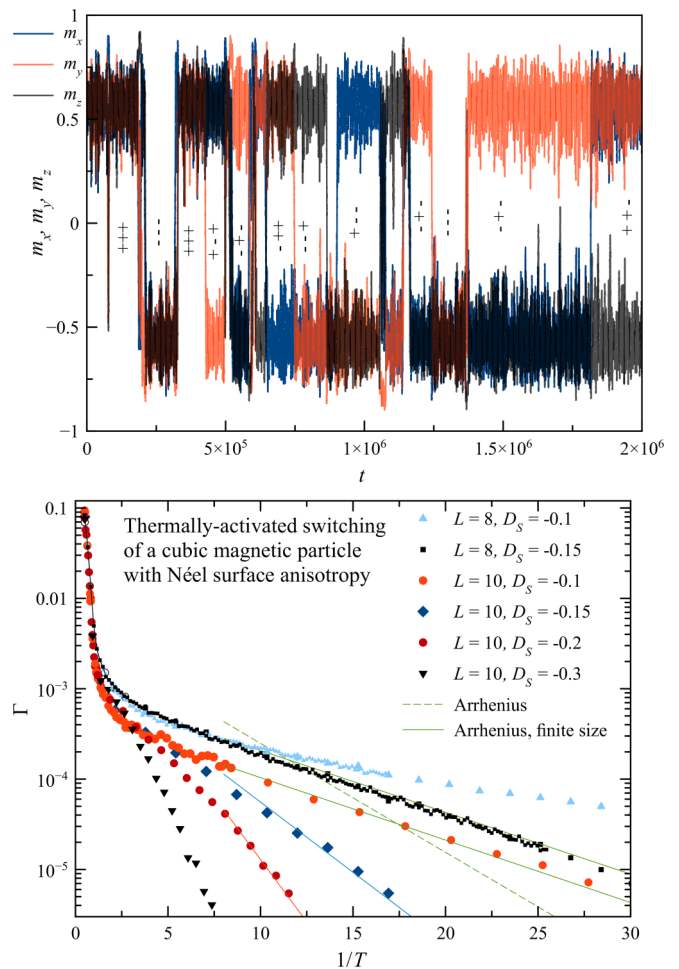 1
m_x
m_y
m_z
0.5
0
−0.5
−1
m_x, m_y, m_z
+ + +
- - -
+ + +
+ - +
- + -
+ + -
+ - -
- - +
- + -
- - -
- + -
- + +
0
5×10^5
1×10^6
1.5×10^6
2×10^6
t
0.1
0.01
10^−3
10^−4
10^−5
Γ
Thermally-activated switching
of a cubic magnetic particle
with Néel surface anisotropy
L = 8, D_S = -0.1
L = 8, D_S = -0.15
L = 10, D_S = -0.1
L = 10, D_S = -0.15
L = 10, D_S = -0.2
L = 10, D_S = -0.3
Arrhenius
Arrhenius, finite size
0
5
10
15
20
25
30
1/T